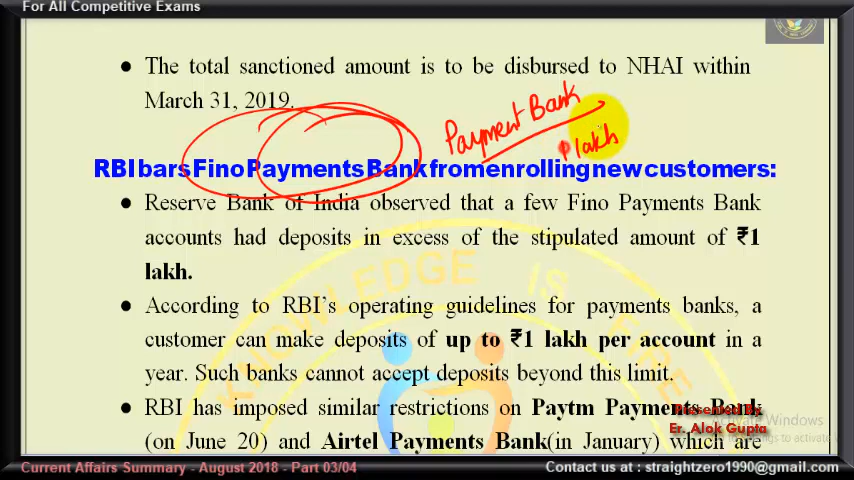 For All Competitive Exams
● The total sanctioned amount is to be disbursed to NHAI within
March 31, 2019.
Payment Bank
1 lakh
RBI bars Fino Payments Bank from enrolling new customers:
● Reserve Bank of India observed that a few Fino Payments Bank
accounts had deposits in excess of the stipulated amount of ₹1
lakh.
● According to RBI’s operating guidelines for payments banks, a
customer can make deposits of up to ₹1 lakh per account in a
year. Such banks cannot accept deposits beyond this limit.
● RBI has imposed similar restrictions on Paytm Payments Bank
(on June 20) and Airtel Payments Bank(in January) which are
Presented By
Er. Alok Gupta
Activate Windows
KNOWLEDGE IS FIRE
Current Affairs Summary - August 2018 - Part 03/04
Contact us at : straightzero1990@gmail.com